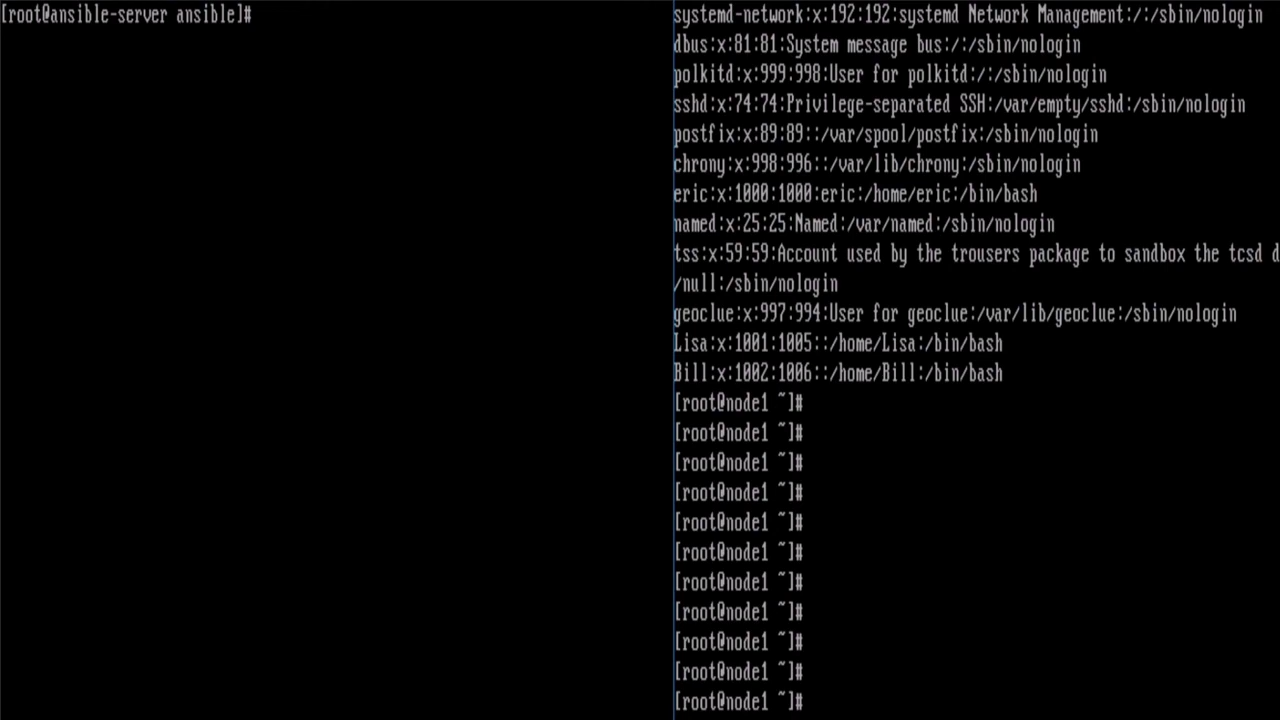 [root@ansible-server ansible]#
systemd-network:x:192:192:systemd Network Management:/:/sbin/nologin
dbus:x:81:81:System message bus:/:/sbin/nologin
polkitd:x:999:998:User for polkitd:/:/sbin/nologin
sshd:x:74:74:Privilege-separated SSH:/var/empty/sshd:/sbin/nologin
postfix:x:89:89::/var/spool/postfix:/sbin/nologin
chrony:x:998:996::/var/lib/chrony:/sbin/nologin
eric:x:1000:1000:eric:/home/eric:/bin/bash
named:x:25:25:Named:/var/named:/sbin/nologin
tss:x:59:59:Account used by the trousers package to sandbox the tcsd d
/null:/sbin/nologin
geoclue:x:997:994:User for geoclue:/var/lib/geoclue:/sbin/nologin
Lisa:x:1001:1005::/home/Lisa:/bin/bash
Bill:x:1002:1006::/home/Bill:/bin/bash
[root@node1 ~]#
[root@node1 ~]#
[root@node1 ~]#
[root@node1 ~]#
[root@node1 ~]#
[root@node1 ~]#
[root@node1 ~]#
[root@node1 ~]#
[root@node1 ~]#
[root@node1 ~]#
[root@node1 ~]#